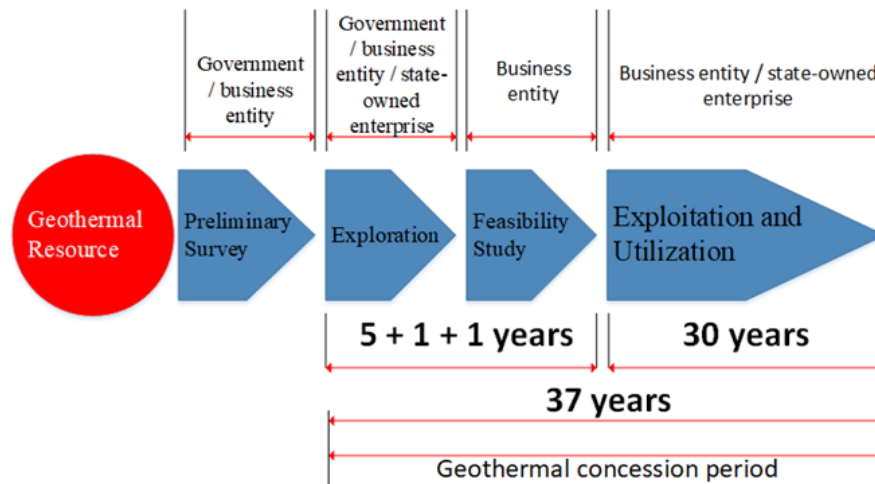 Government
/ business
entity
Government
/ business
entity / state-
owned
enterprise
Business
entity
Business entity / state-owned
enterprise
Geothermal
Resource
Preliminary
Survey
Exploration
Feasibility
Study
Exploitation and
Utilization
5 + 1 + 1 years
30 years
37 years
Geothermal concession period